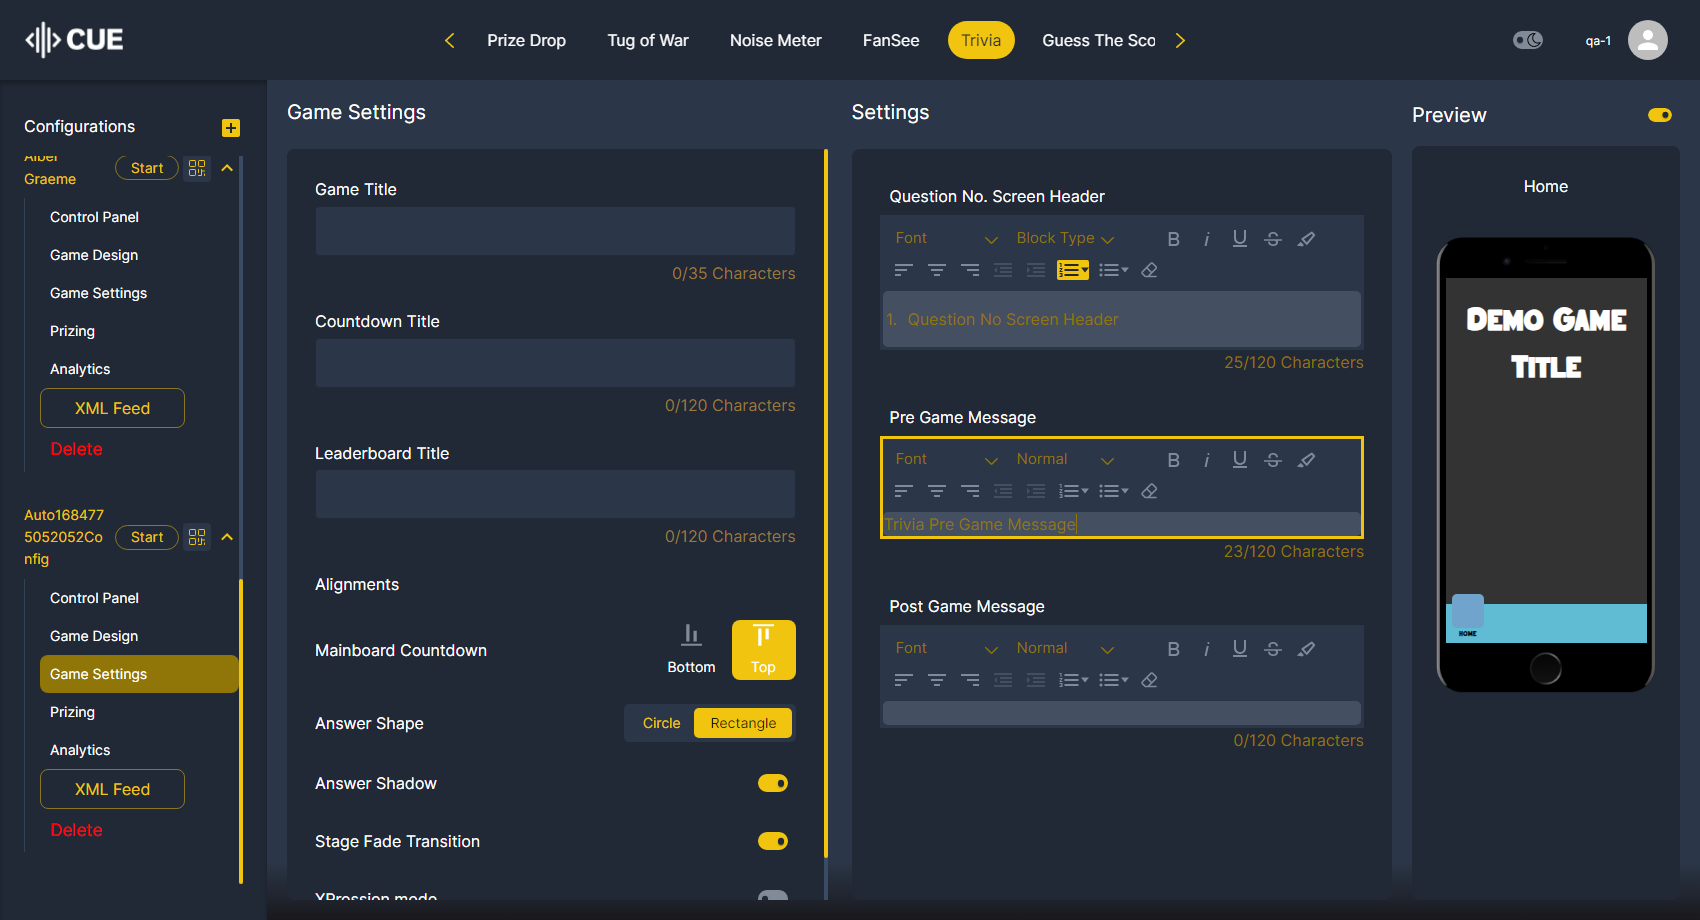 CUE
Prize Drop
Tug of War
Noise Meter
FanSee
Trivia
Guess The Sco
qa-1
Configurations
Alber
Graeme
Start
Control Panel
Game Design
Game Settings
Prizing
Analytics
XML Feed
Delete
Auto168477
5052052Co
nfig
Start
Control Panel
Game Design
Game Settings
Prizing
Analytics
XML Feed
Delete
Game Settings
Game Title
0/35 Characters
Countdown Title
0/120 Characters
Leaderboard Title
0/120 Characters
Alignments
Mainboard Countdown
Bottom
Top
Answer Shape
Circle
Rectangle
Answer Shadow
Stage Fade Transition
XPression mode
Settings
Question No. Screen Header
Font
Block Type
B
i
U
S
1. Question No Screen Header
25/120 Characters
Pre Game Message
Font
Normal
B
i
U
S
Trivia Pre Game Message
23/120 Characters
Post Game Message
Font
Normal
B
i
U
S
0/120 Characters
Preview
Home
Demo Game
Title
HOME